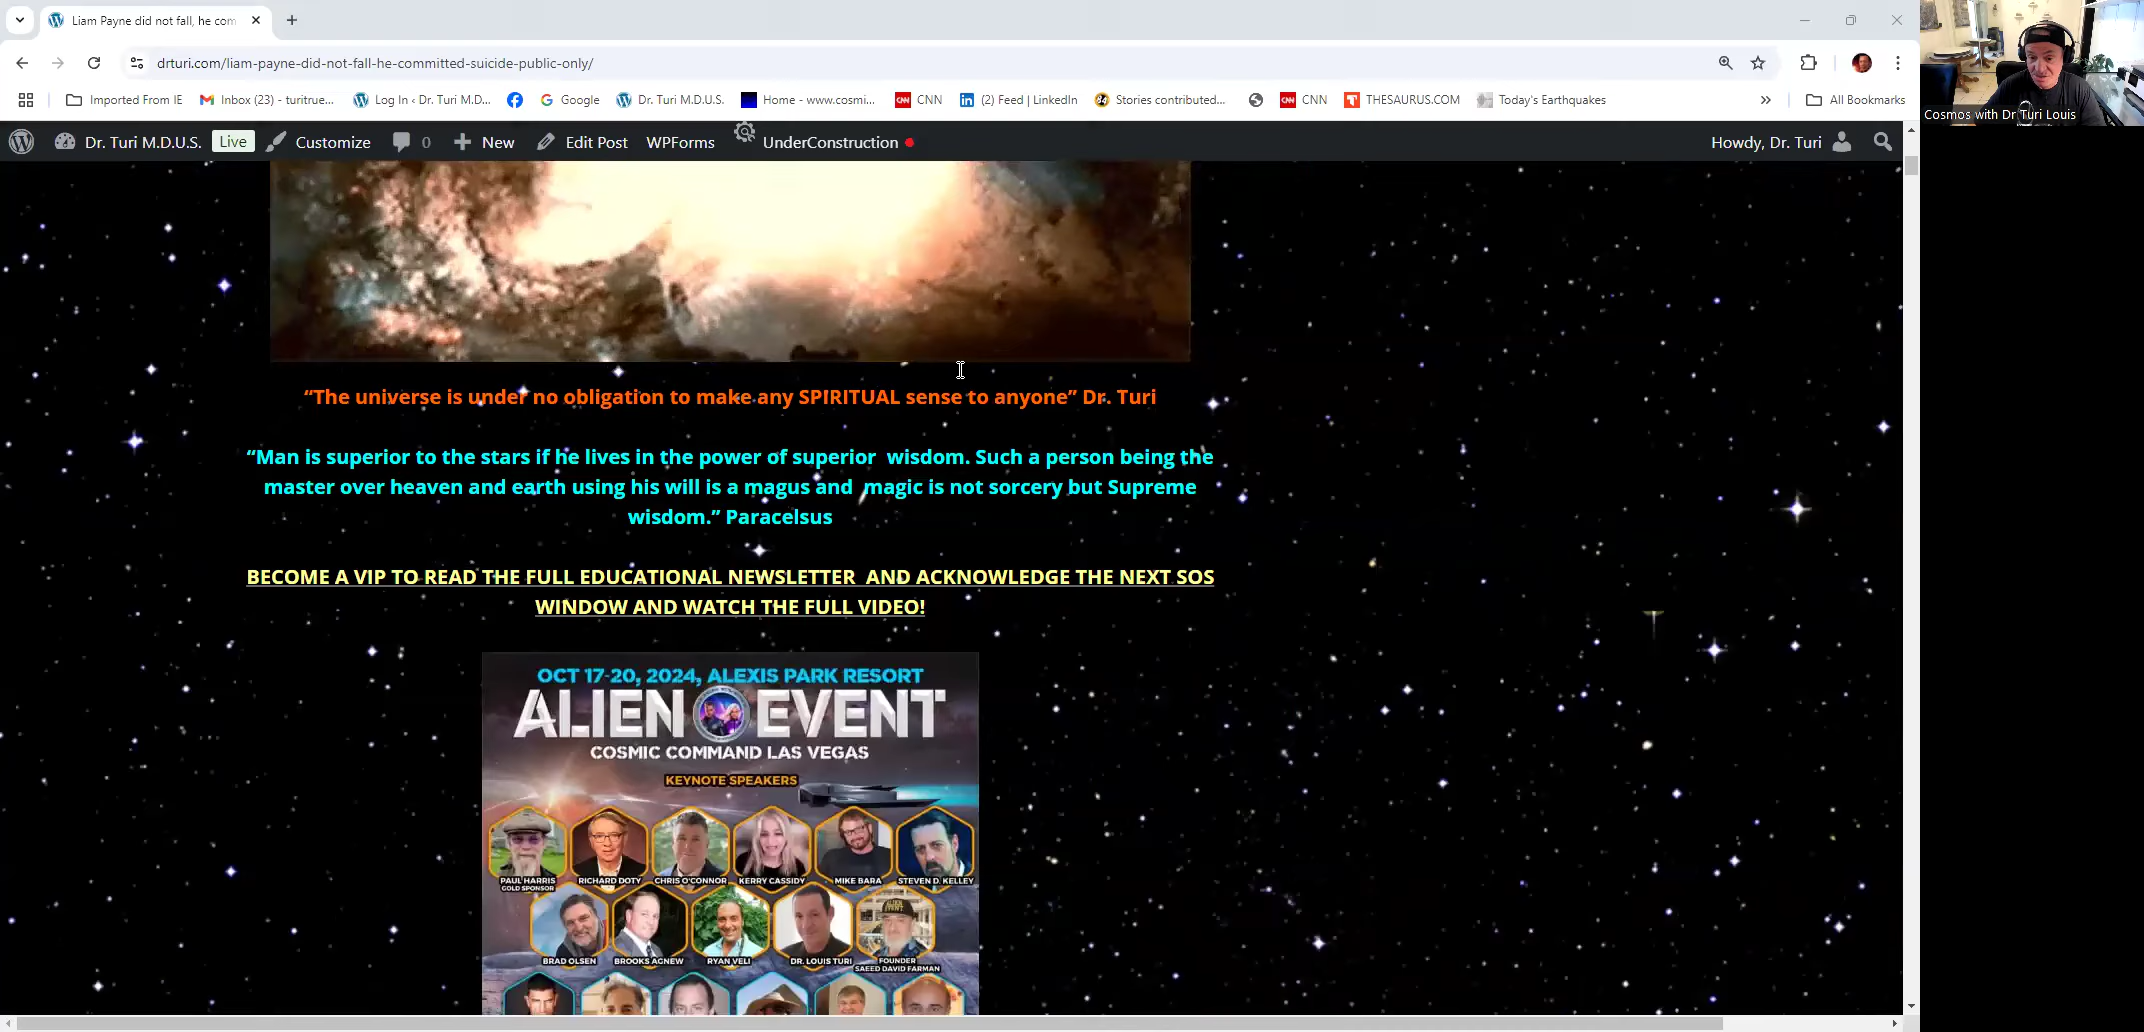 Liam Payne did not fall, he com
drturi.com/liam-payne-did-not-fall-he-committed-suicide-public-only/
Imported From IE
Inbox (23) - turitrue...
Log In ‹ Dr. Turi M.D...
Google
Dr. Turi M.D.U.S.
Home - www.cosmi...
CNN
(2) Feed | LinkedIn
Stories contributed...
CNN
THESAURUS.COM
Today's Earthquakes
»
All Bookmarks
Cosmos with Dr Turi Louis
Dr. Turi M.D.U.S.
Live
Customize
0
New
Edit Post
WPForms
UnderConstruction
Howdy, Dr. Turi
“The universe is under no obligation to make any SPIRITUAL sense to anyone” Dr. Turi
“Man is superior to the stars if he lives in the power of superior wisdom. Such a person being the
master over heaven and earth using his will is a magus and magic is not sorcery but Supreme
wisdom.” Paracelsus
BECOME A VIP TO READ THE FULL EDUCATIONAL NEWSLETTER AND ACKNOWLEDGE THE NEXT SOS
WINDOW AND WATCH THE FULL VIDEO!
OCT 17-20, 2024, ALEXIS PARK RESORT
ALIEN EVENT
COSMIC COMMAND LAS VEGAS
KEYNOTE SPEAKERS
PAUL HARRIS
GOLD SPONSOR
RICHARD DOTY
CHRIS O'CONNOR
KERRY CASSIDY
MIKE BARA
STEVEN D. KELLEY
BRAD OLSEN
BROOKS AGNEW
RYAN VELI
DR. LOUIS TURI
FOUNDER
SAEED DAVID FARMAN